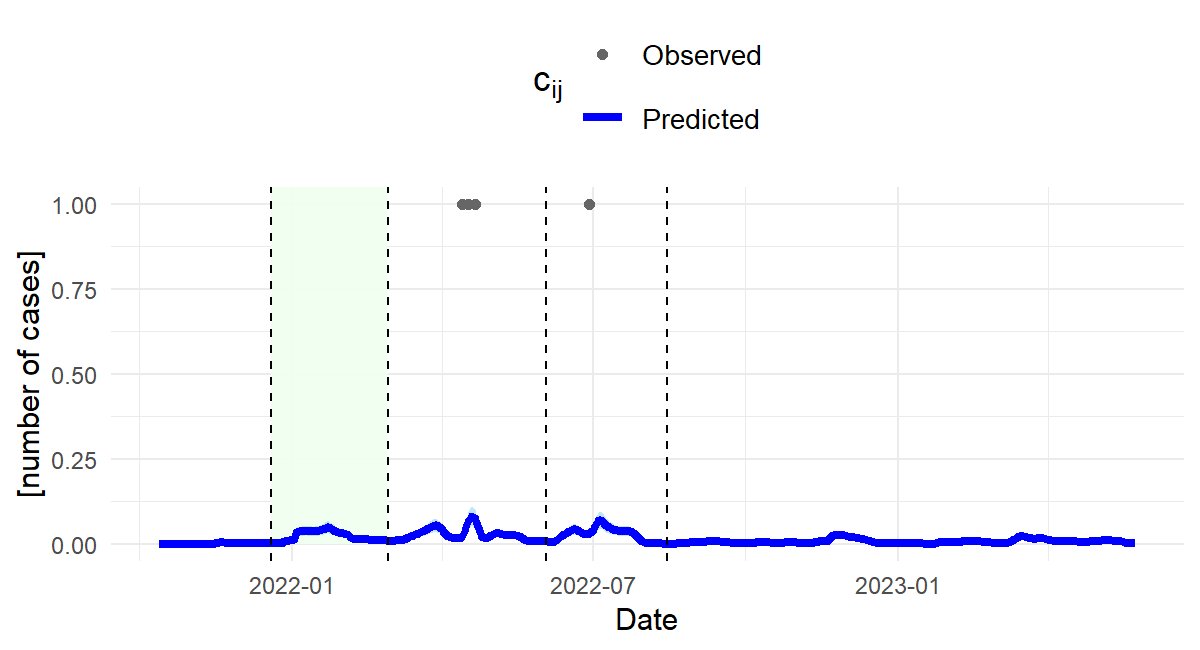 Observed
c_ij
Predicted
1.00
0.75
0.50
0.25
0.00
[number of cases]
2022-01
2022-07
2023-01
Date